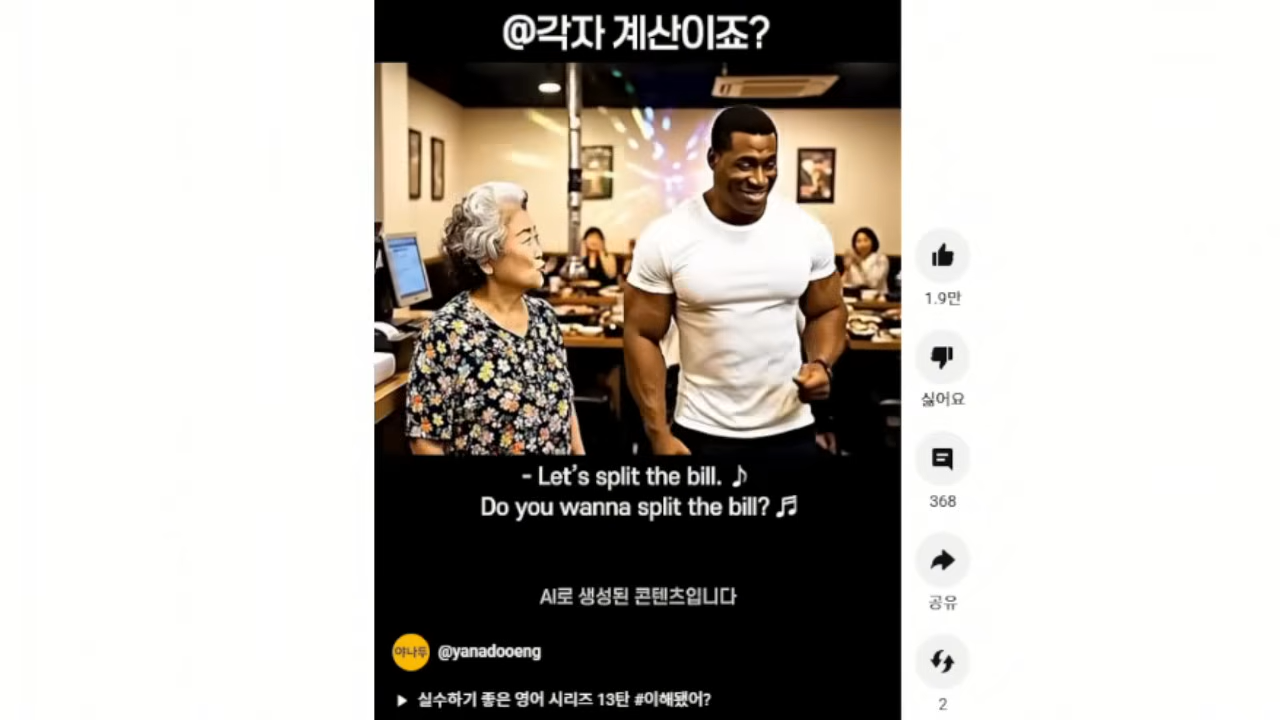 @각자 계산이죠?
- Let's split the bill. ♪
Do you wanna split the bill? ♬
AI로 생성된 콘텐츠입니다
야나두
@yanadooeng
▶ 실수하기 좋은 영어 시리즈 13탄 #이해됐어?
1.9만
싫어요
368
공유
2